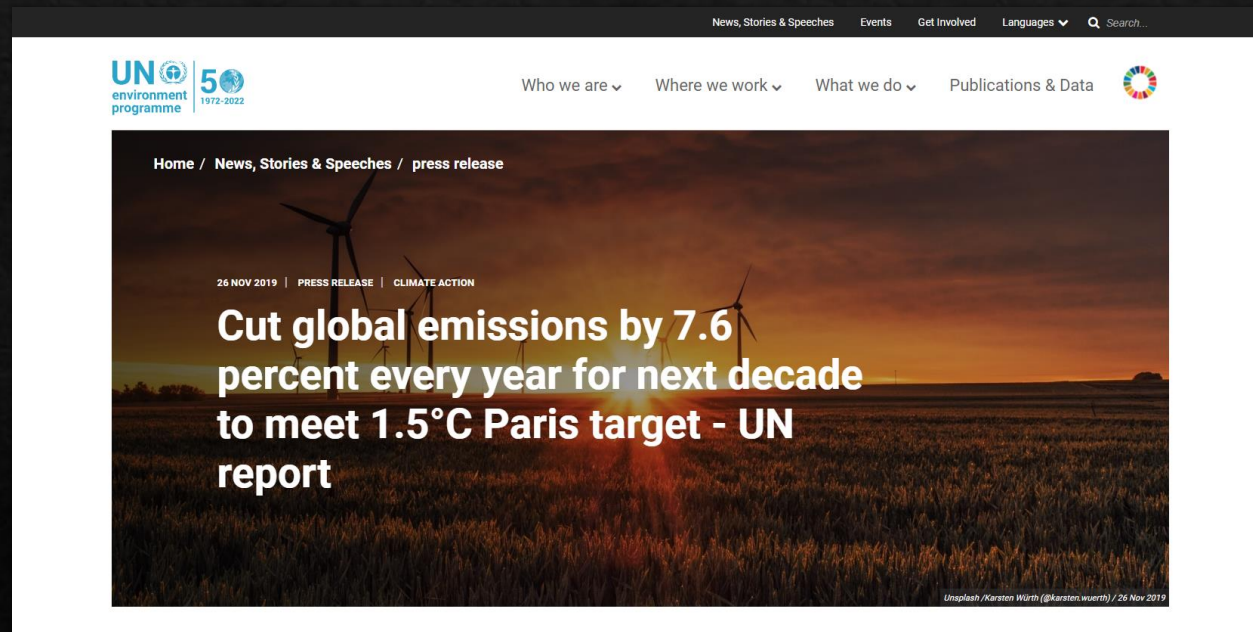 News, Stories & Speeches Events Get Involved Languages Search...
UN
environment
programme
50
1972-2022
Who we are Where we work What we do Publications & Data
Home / News, Stories & Speeches / press release
26 NOV 2019 | PRESS RELEASE | CLIMATE ACTION
Cut global emissions by 7.6
percent every year for next decade
to meet 1.5°C Paris target - UN
report
Unsplash /Karsten Würth (@karsten.wuerth) / 26 Nov 2019